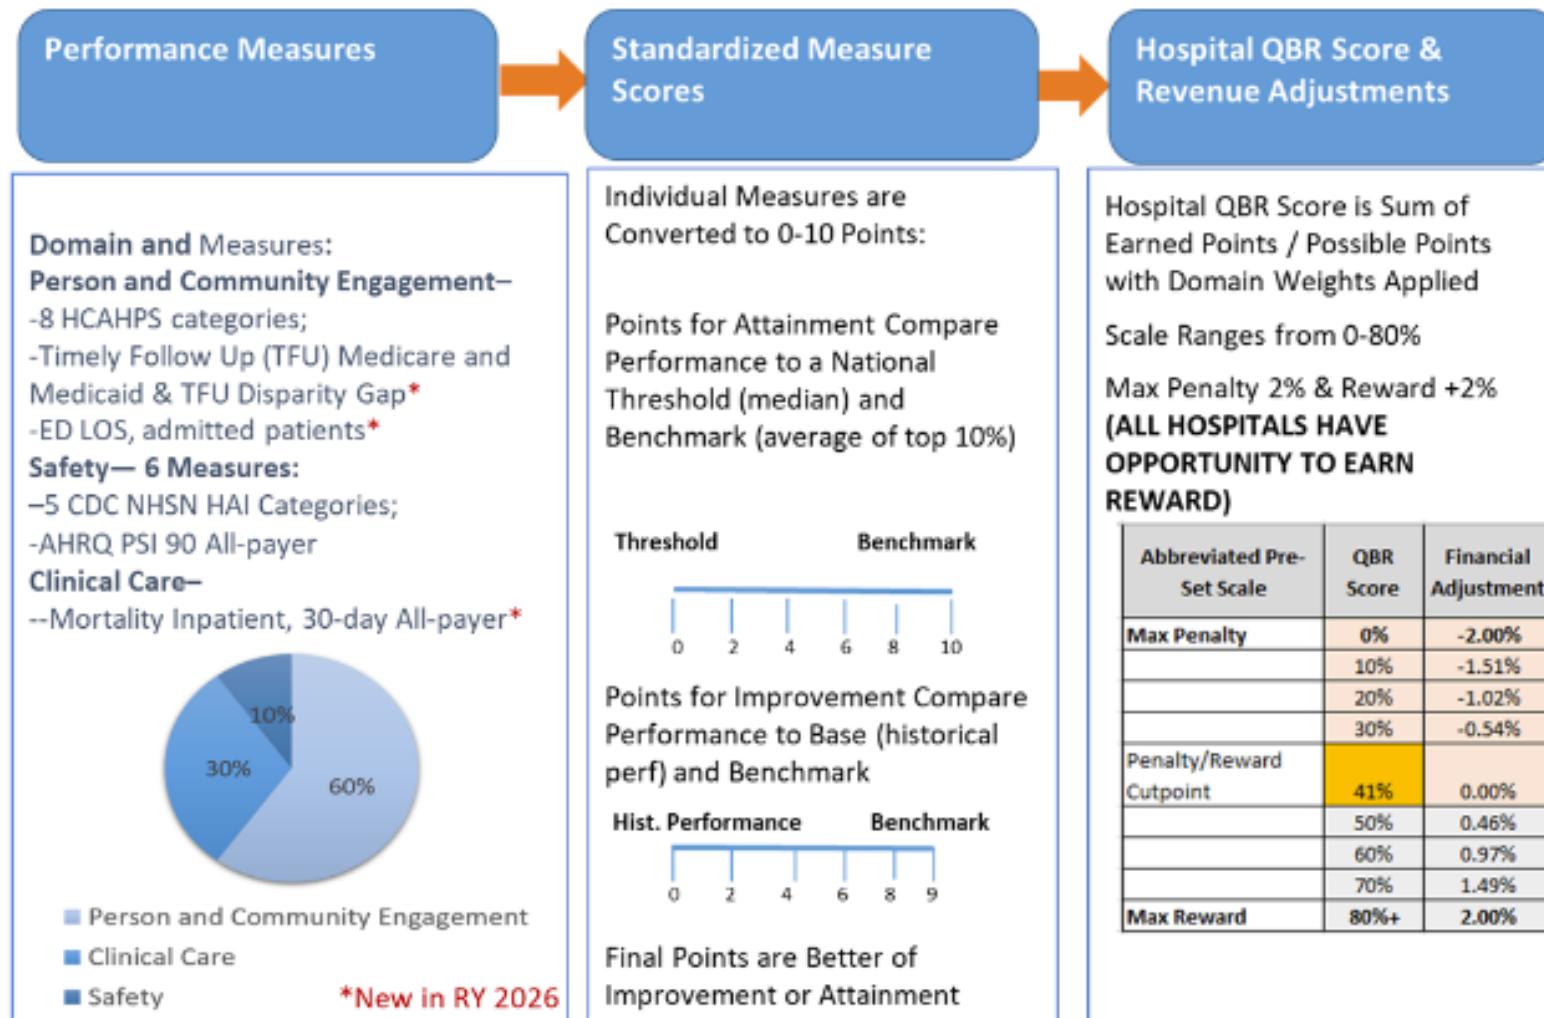 Performance Measures
Standardized Measure
Scores
Hospital QBR Score &
Revenue Adjustments
Domain and Measures:
Person and Community Engagement–
-8 HCAHPS categories;
-Timely Follow Up (TFU) Medicare and
Medicaid & TFU Disparity Gap*
-ED LOS, admitted patients*
Safety— 6 Measures:
–5 CDC NHSN HAI Categories;
-AHRQ PSI 90 All-payer
Clinical Care–
--Mortality Inpatient, 30-day All-payer*
10%
30%
60%
Person and Community Engagement
Clinical Care
Safety
*New in RY 2026
Individual Measures are
Converted to 0-10 Points:
Points for Attainment Compare
Performance to a National
Threshold (median) and
Benchmark (average of top 10%)
Threshold Benchmark
0 2 4 6 8 10
Points for Improvement Compare
Performance to Base (historical
perf) and Benchmark
Hist. Performance Benchmark
0 2 4 6 8 9
Final Points are Better of
Improvement or Attainment
Hospital QBR Score is Sum of
Earned Points / Possible Points
with Domain Weights Applied
Scale Ranges from 0-80%
Max Penalty 2% & Reward +2%
(ALL HOSPITALS HAVE
OPPORTUNITY TO EARN
REWARD)
Abbreviated Pre-Set Scale QBR Score Financial Adjustment
Max Penalty 0% -2.00%
10% -1.51%
20% -1.02%
30% -0.54%
Penalty/Reward
Cutpoint 41% 0.00%
50% 0.46%
60% 0.97%
70% 1.49%
Max Reward 80%+ 2.00%